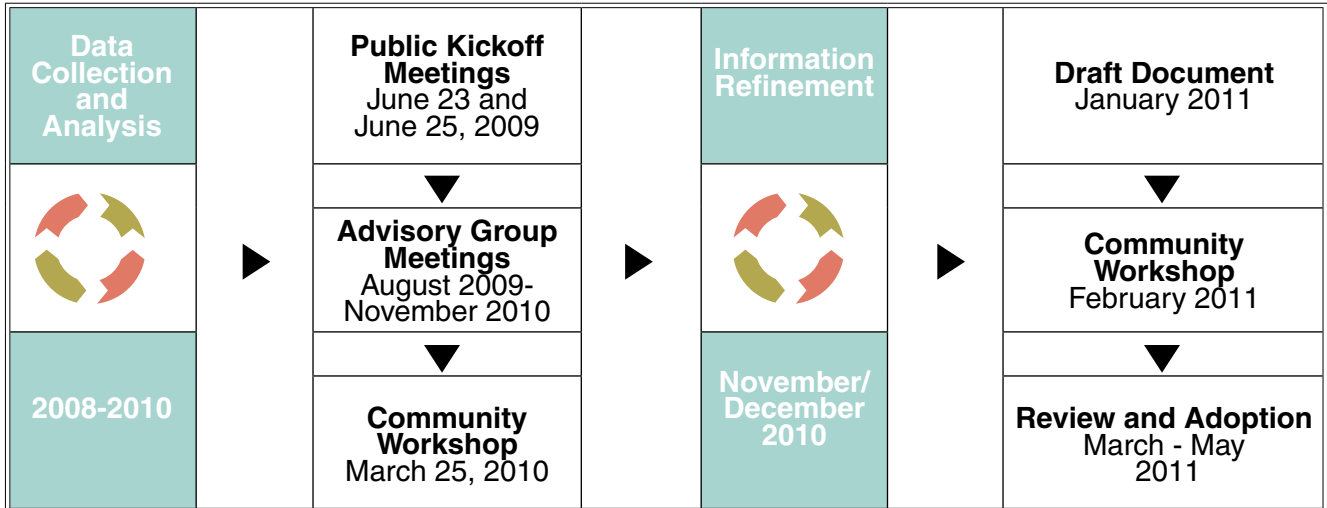 Data
Collection
and
Analysis
2008-2010
Public Kickoff
Meetings
June 23 and
June 25, 2009
Advisory Group
Meetings
August 2009-
November 2010
Community
Workshop
March 25, 2010
Information
Refinement
November/
December
2010
Draft Document
January 2011
Community
Workshop
February 2011
Review and Adoption
March - May
2011